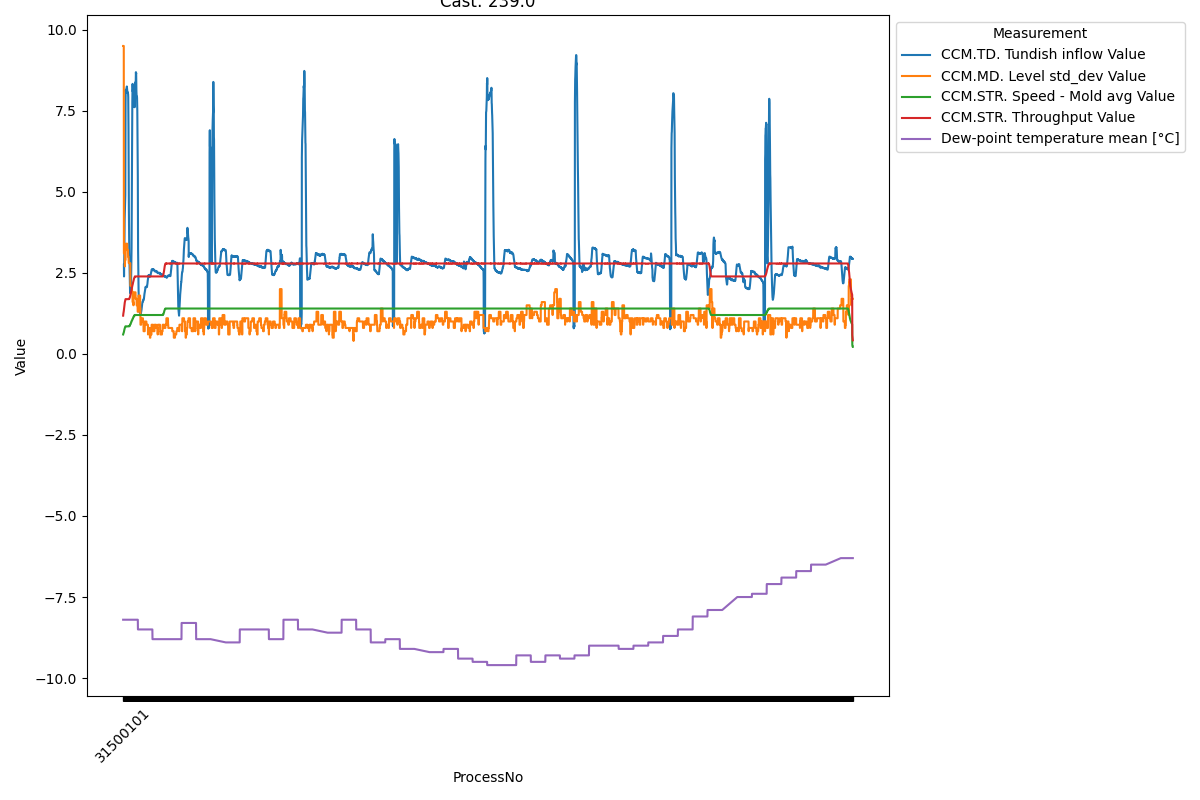 Cast: 239.0
10.0
7.5
5.0
2.5
0.0
−2.5
−5.0
−7.5
−10.0
Value
31500101
ProcessNo
Measurement
CCM.TD. Tundish inflow Value
CCM.MD. Level std_dev Value
CCM.STR. Speed - Mold avg Value
CCM.STR. Throughput Value
Dew-point temperature mean [°C]